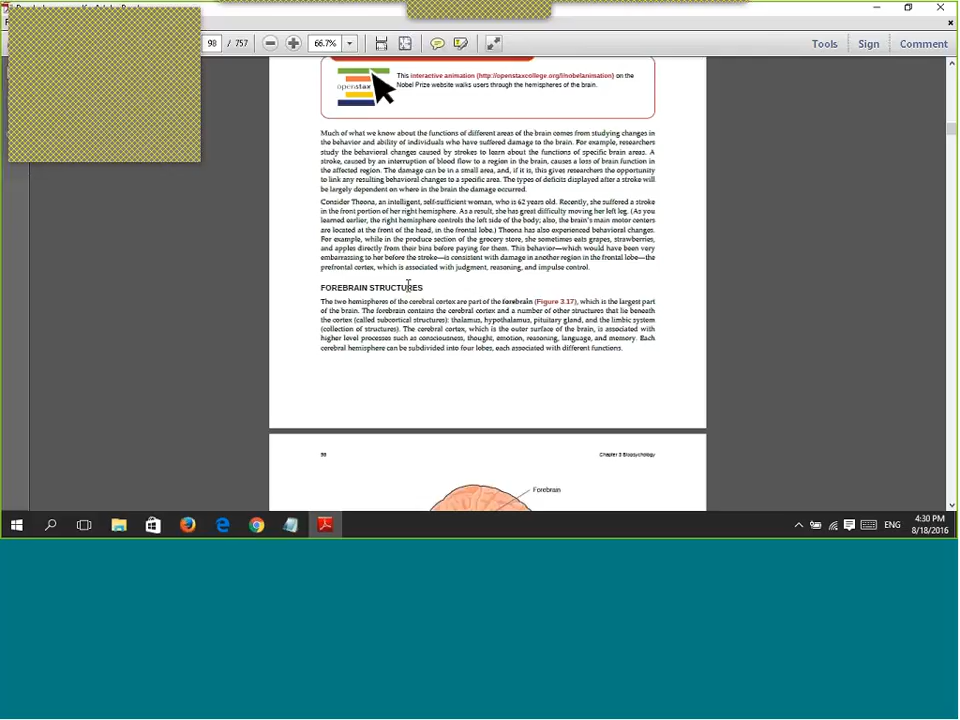 98 / 757
66.7%
Tools
Sign
Comment
openstax
This interactive animation (http://openstaxcollege.org/l/nobelanimation) on the
Nobel Prize website walks users through the hemispheres of the brain.
Much of what we know about the functions of different areas of the brain comes from studying changes in
the behavior and ability of individuals who have suffered damage to the brain. For example, researchers
study the behavioral changes caused by strokes to learn about the functions of specific brain areas. A
stroke, caused by an interruption of blood flow to a region in the brain, causes a loss of brain function in
the affected region. The damage can be in a small area, and, if it is, this gives researchers the opportunity
to link any resulting behavioral changes to a specific area. The types of deficits displayed after a stroke will
be largely dependent on where in the brain the damage occurred.
Consider Theona, an intelligent, self-sufficient woman, who is 62 years old. Recently, she suffered a stroke
in the front portion of her right hemisphere. As a result, she has great difficulty moving her left leg. (As you
learned earlier, the right hemisphere controls the left side of the body; also, the brain's main motor centers
are located at the front of the head, in the frontal lobe.) Theona has also experienced behavioral changes.
For example, while in the produce section of the grocery store, she sometimes eats grapes, strawberries,
and apples directly from their bins before paying for them. This behavior—which would have been very
embarrassing to her before the stroke—is consistent with damage in another region in the frontal lobe—the
prefrontal cortex, which is associated with judgment, reasoning, and impulse control.
FOREBRAIN STRUCTURES
The two hemispheres of the cerebral cortex are part of the forebrain (Figure 3.17), which is the largest part
of the brain. The forebrain contains the cerebral cortex and a number of other structures that lie beneath
the cortex (called subcortical structures): thalamus, hypothalamus, pituitary gland, and the limbic system
(collection of structures). The cerebral cortex, which is the outer surface of the brain, is associated with
higher level processes such as consciousness, thought, emotion, reasoning, language, and memory. Each
cerebral hemisphere can be subdivided into four lobes, each associated with different functions.
98
Chapter 3 Biopsychology
Forebrain
ENG
4:30 PM
8/18/2016